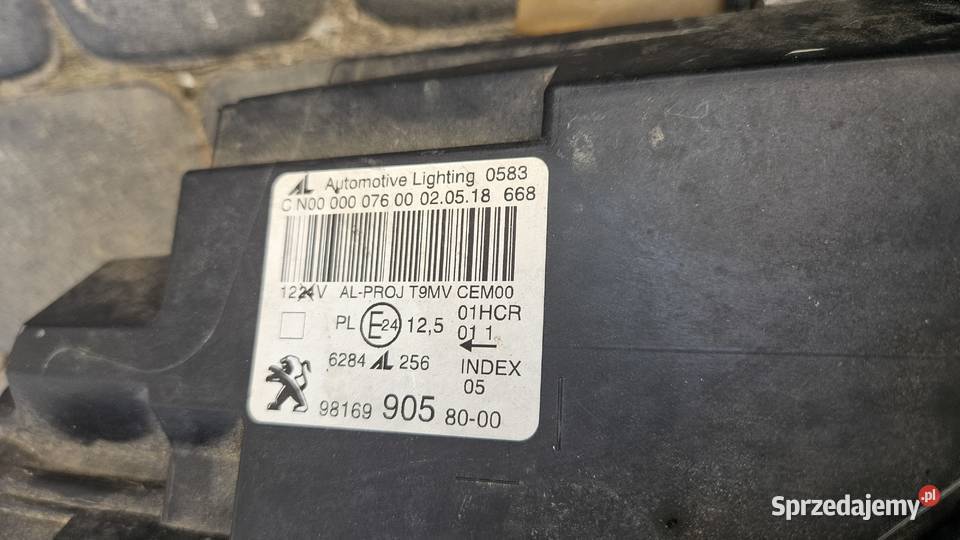 AL Automotive Lighting 0583
C N00 000 076 00 02.05.18 668
1224V AL-PROJ T9MV CEM00
PL E24 12,5 01HCR
01 1
6284 AL 256 INDEX
05
98169 905 80-00
Sprzedajemy.pl